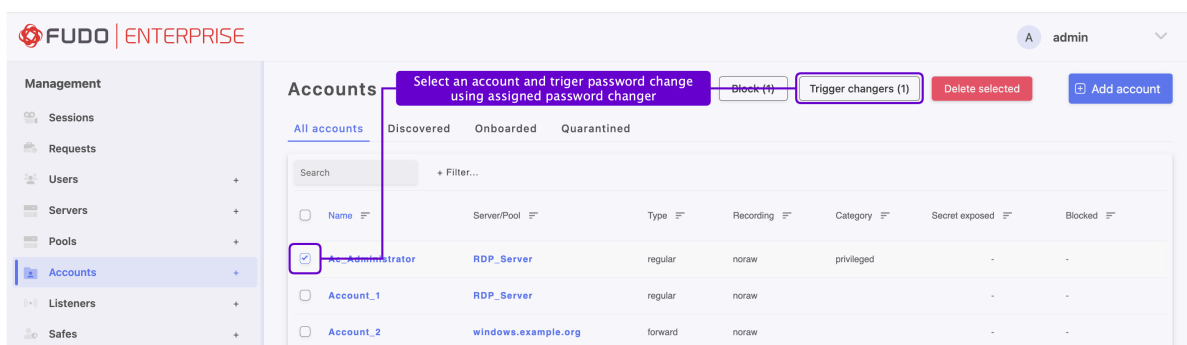 FUDO ENTERPRISE
A admin
Management
Sessions
Requests
Users +
Servers +
Pools +
Accounts +
Listeners +
Safes +
Accounts
Select an account and triger password change
using assigned password changer
Block (1)
Trigger changers (1)
Delete selected
Add account
All accounts Discovered Onboarded Quarantined
Search + Filter...
Name Server/Pool Type Recording Category Secret exposed Blocked
Ac_Administrator RDP_Server regular noraw privileged - -
Account_1 RDP_Server regular noraw - -
Account_2 windows.example.org forward noraw - -